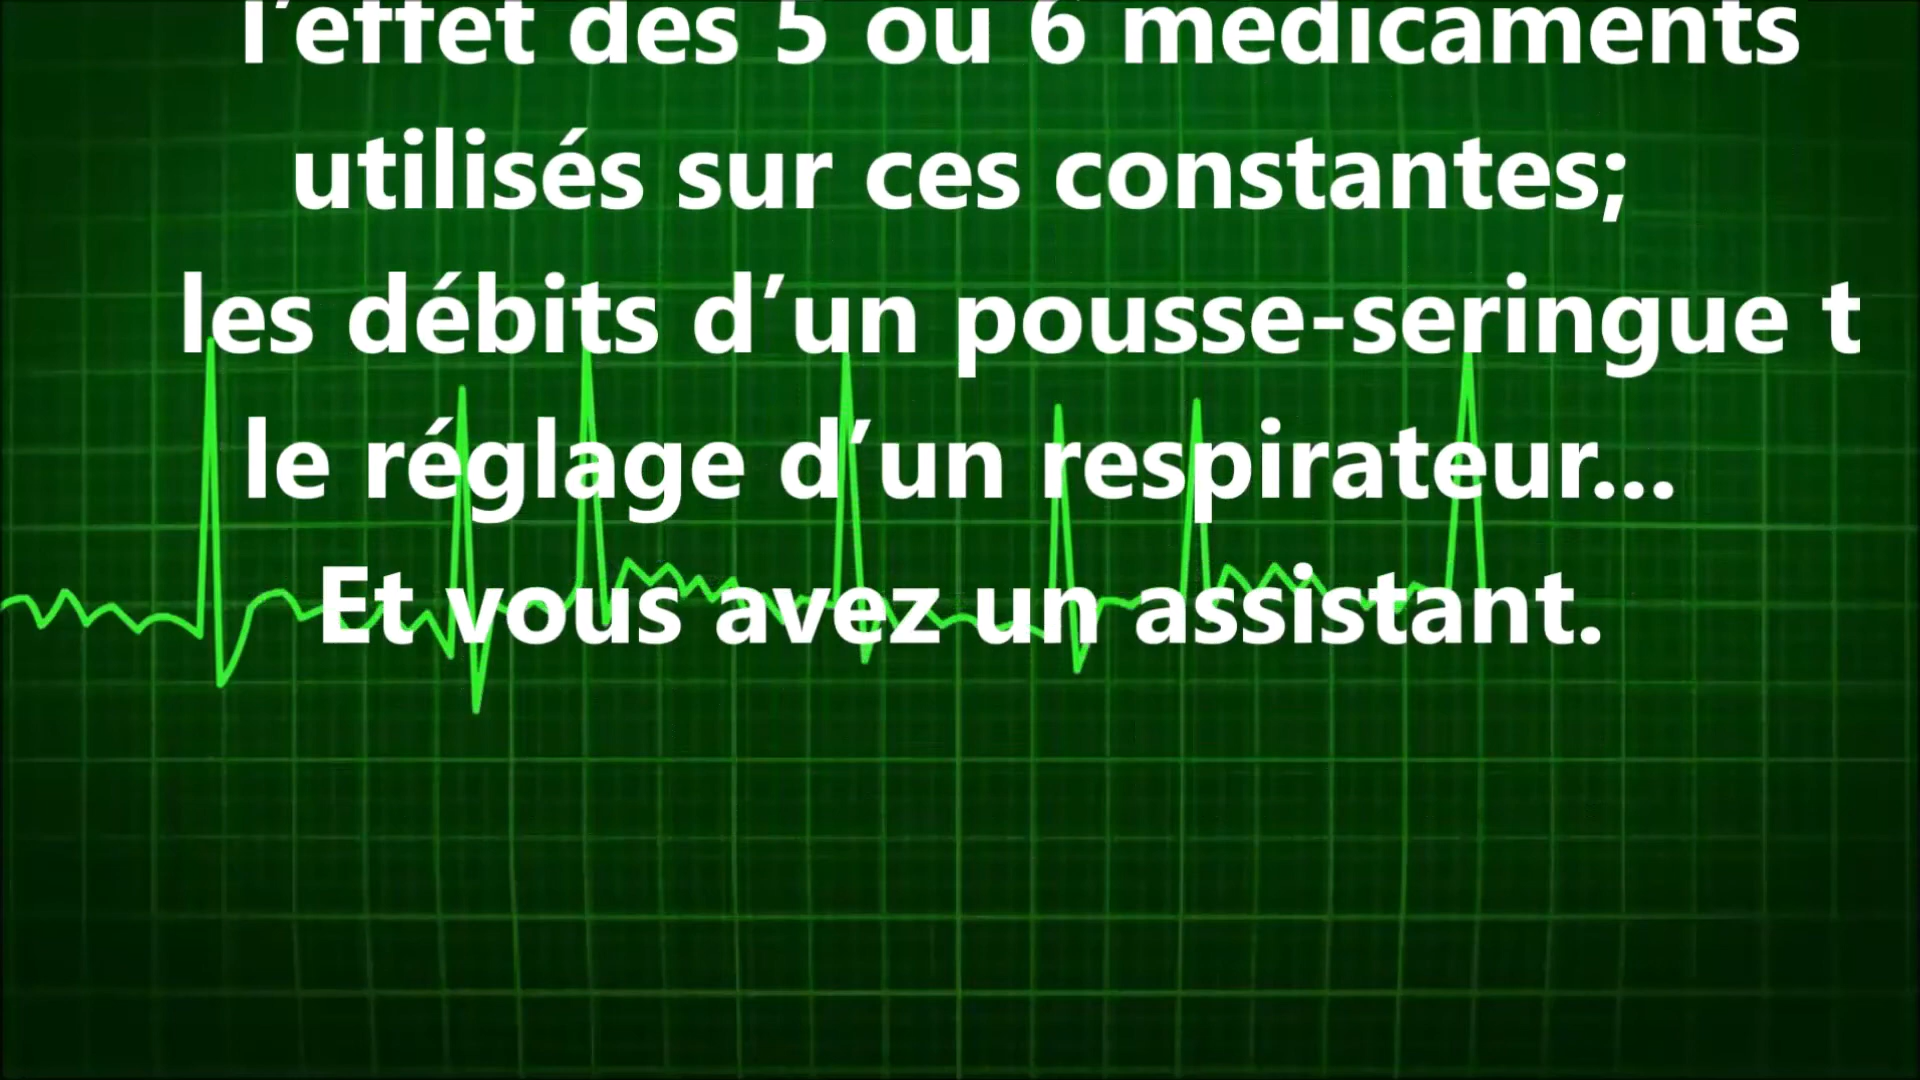 l’effet des 5 ou 6 médicaments
utilisés sur ces constantes;
les débits d’un pousse-seringue t
le réglage d’un respirateur...
Et vous avez un assistant.